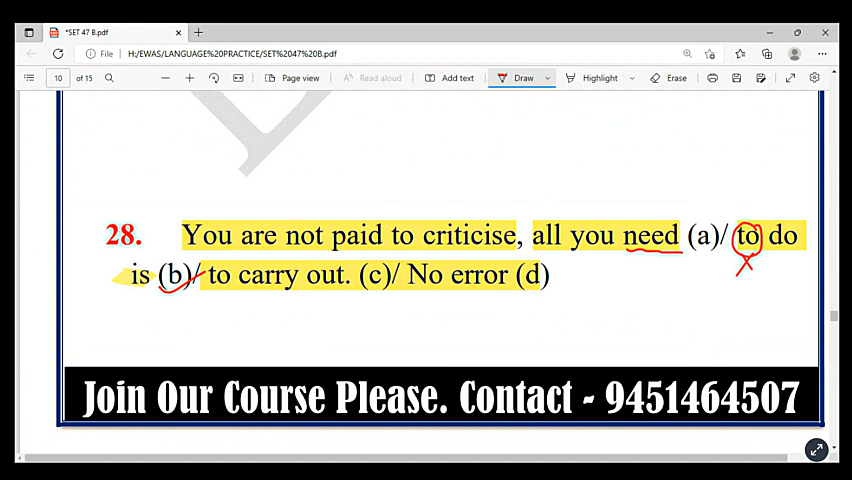 *SET 47 B.pdf
File H:/EWAS/LANGUAGE%20PRACTICE/SET%2047%20B.pdf
10 of 15 Page view Read aloud Add text Draw Highlight Erase
28. You are not paid to criticise, all you need (a)/ to do
is (b)/ to carry out. (c)/ No error (d)
Join Our Course Please. Contact - 9451464507